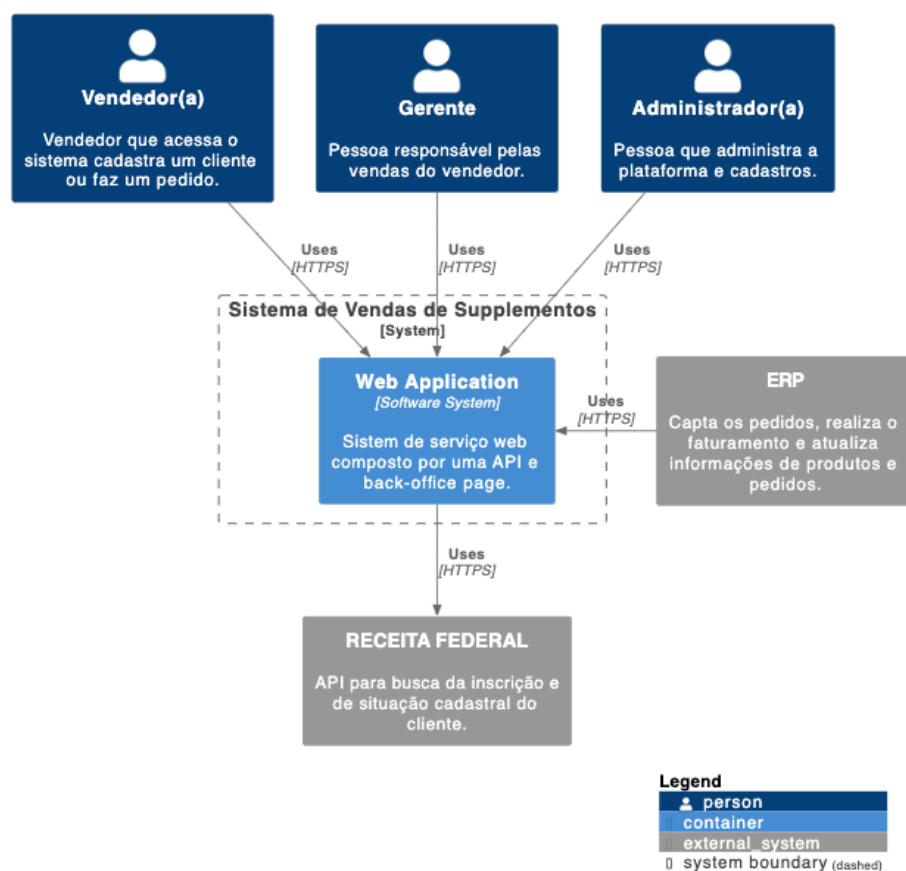 Vendedor(a)
Vendedor que acessa o
sistema cadastra um cliente
ou faz um pedido.
Gerente
Pessoa responsável pelas
vendas do vendedor.
Administrador(a)
Pessoa que administra a
plataforma e cadastros.
Uses
[HTTPS]
Uses
[HTTPS]
Uses
[HTTPS]
Sistema de Vendas de Supplementos
[System]
Web Application
[Software System]
Sistem de serviço web
composto por uma API e
back-office page.
Uses
[HTTPS]
ERP
Capta os pedidos, realiza o
faturamento e atualiza
informações de produtos e
pedidos.
Uses
[HTTPS]
RECEITA FEDERAL
API para busca da inscrição e
de situação cadastral do
cliente.
Legend
person
container
external_system
system boundary (dashed)